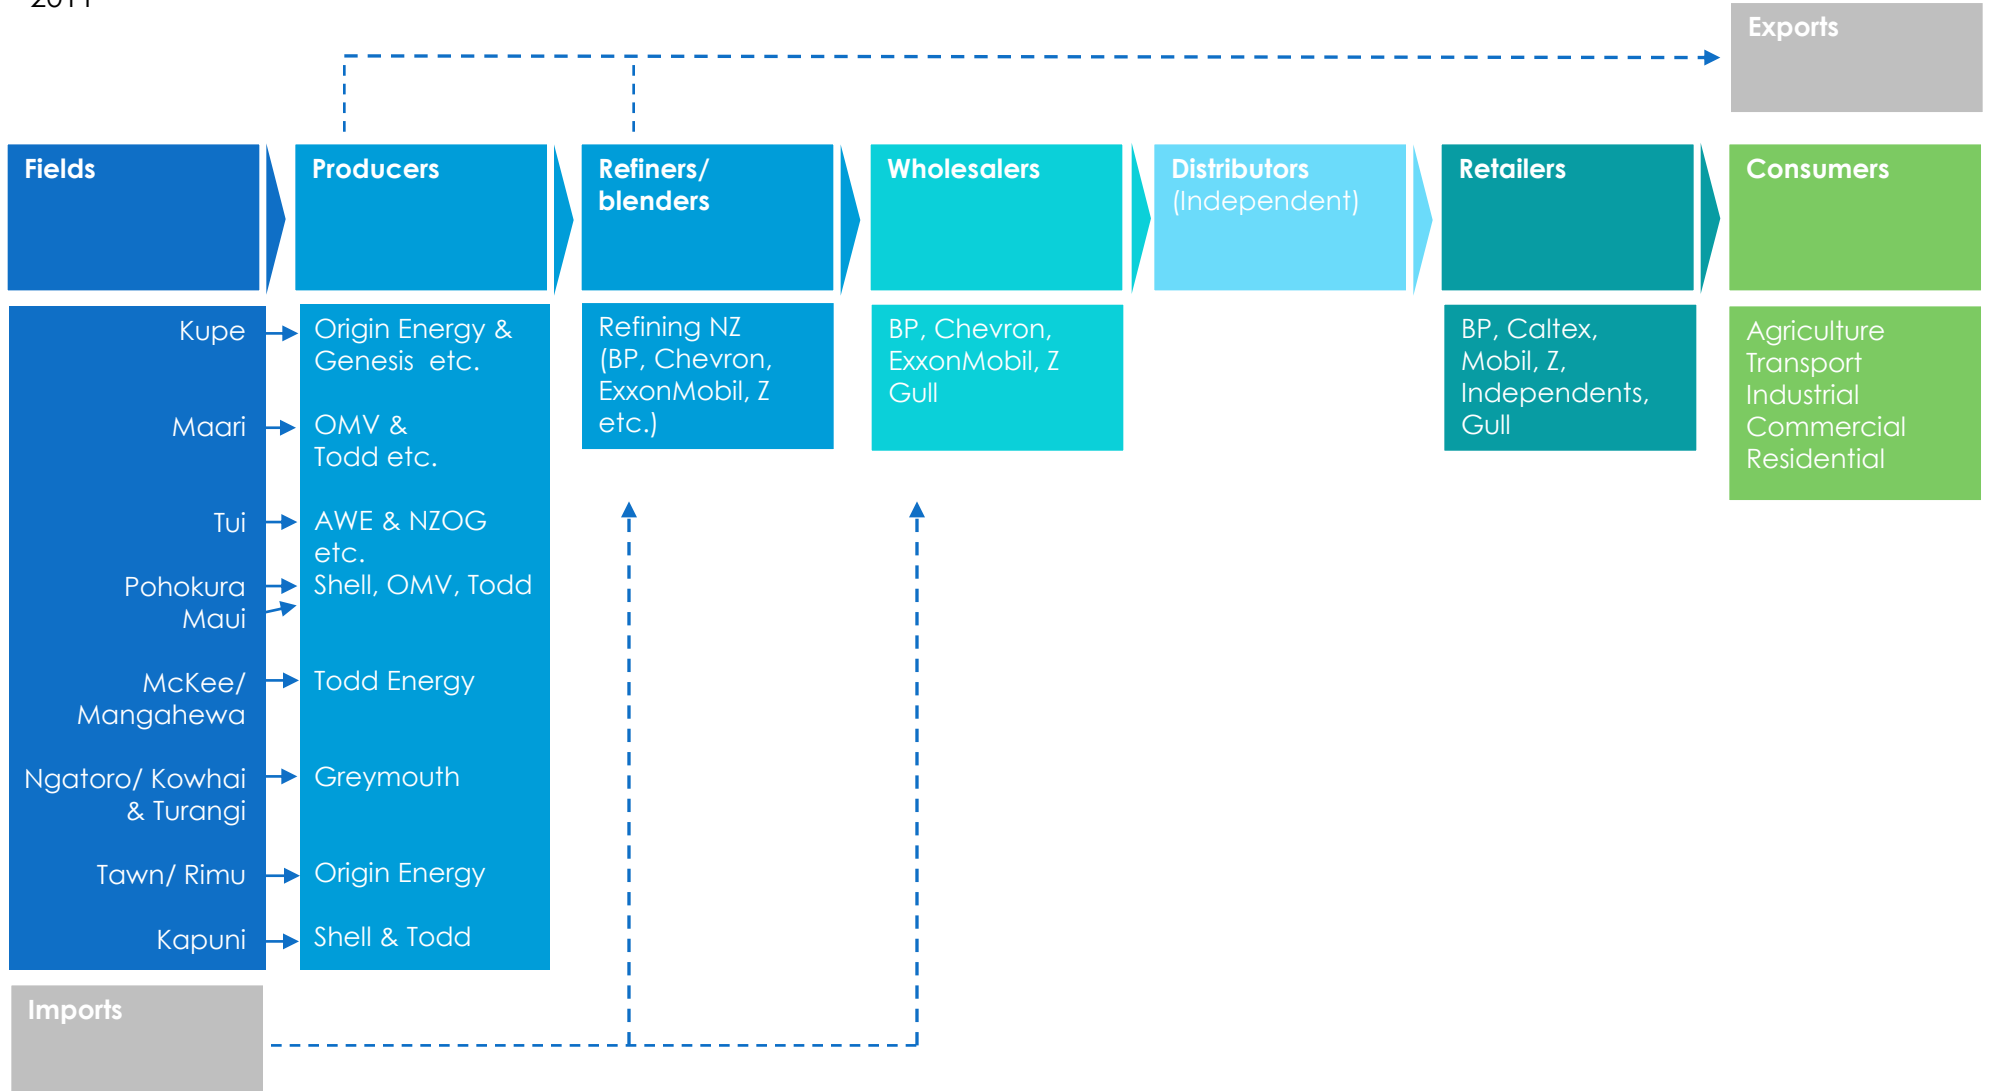 Exports
Fields
Producers
Refiners/
blenders
Wholesalers
Distributors
(Independent)
Retailers
Consumers
Kupe
Maari
Tui
Pohokura
Maui
McKee/
Mangahewa
Ngatoro/ Kowhai
& Turangi
Tawn/ Rimu
Kapuni
Origin Energy &
Genesis etc.
OMV &
Todd etc.
AWE & NZOG
etc.
Shell, OMV, Todd
Todd Energy
Greymouth
Origin Energy
Shell & Todd
Refining NZ
(BP, Chevron,
ExxonMobil, Z
etc.)
BP, Chevron,
ExxonMobil, Z
Gull
BP, Caltex,
Mobil, Z,
Independents,
Gull
Agriculture
Transport
Industrial
Commercial
Residential
Imports